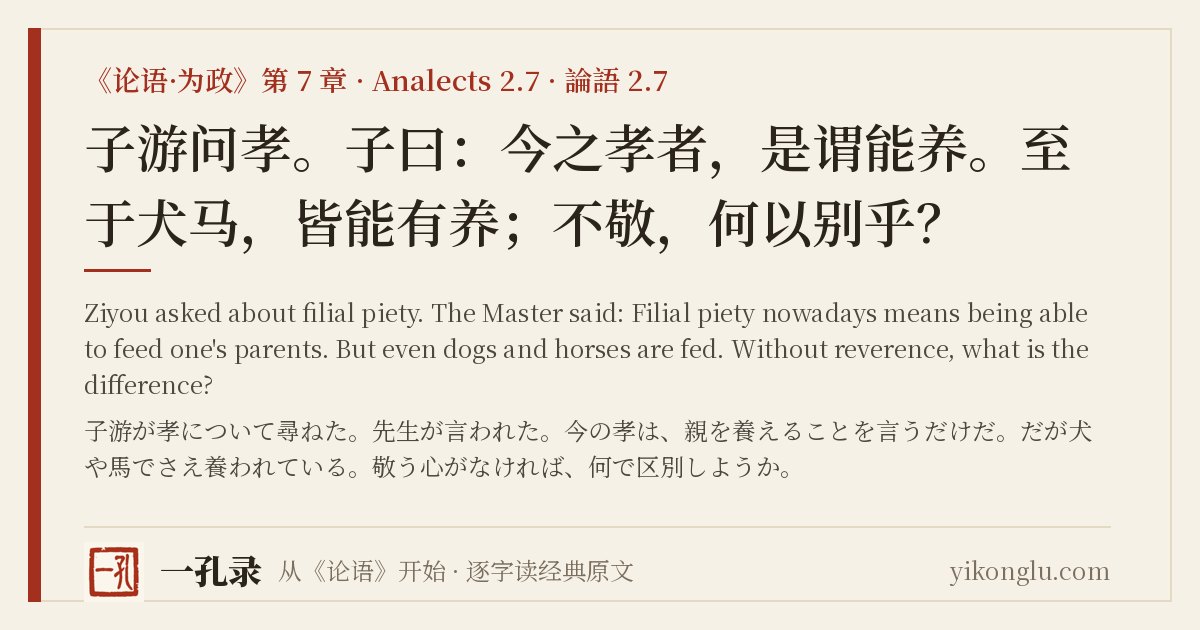 《论语·为政》第 7 章 · Analects 2.7 · 論語 2.7
子游问孝。子曰：今之孝者，是谓能养。至
于犬马，皆能有养；不敬，何以别乎？
Ziyou asked about filial piety. The Master said: Filial piety nowadays means being able
to feed one's parents. But even dogs and horses are fed. Without reverence, what is the
difference?
子游が孝について尋ねた。先生が言われた。今の孝は、親を養えることを言うだけだ。だが犬
や馬でさえ養われている。敬う心がなければ、何で区別しようか。
一孔
一孔录 从《论语》开始 · 逐字读经典原文 yikonglu.com